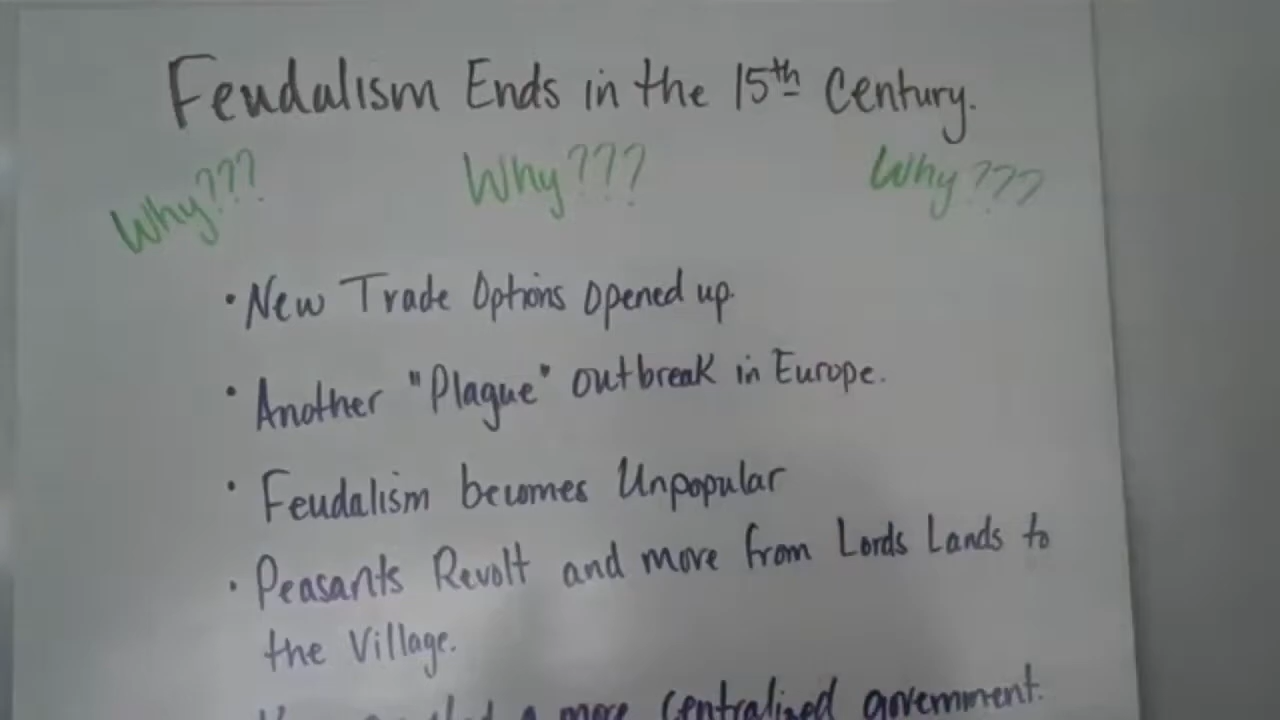 Feudalism Ends in the 15th Century.
Why??? Why??? Why???
• New Trade Options opened up.
• Another "Plague" outbreak in Europe.
• Feudalism becomes Unpopular
• Peasants Revolt and more from Lords Lands to
the Village.
a more centralized government.